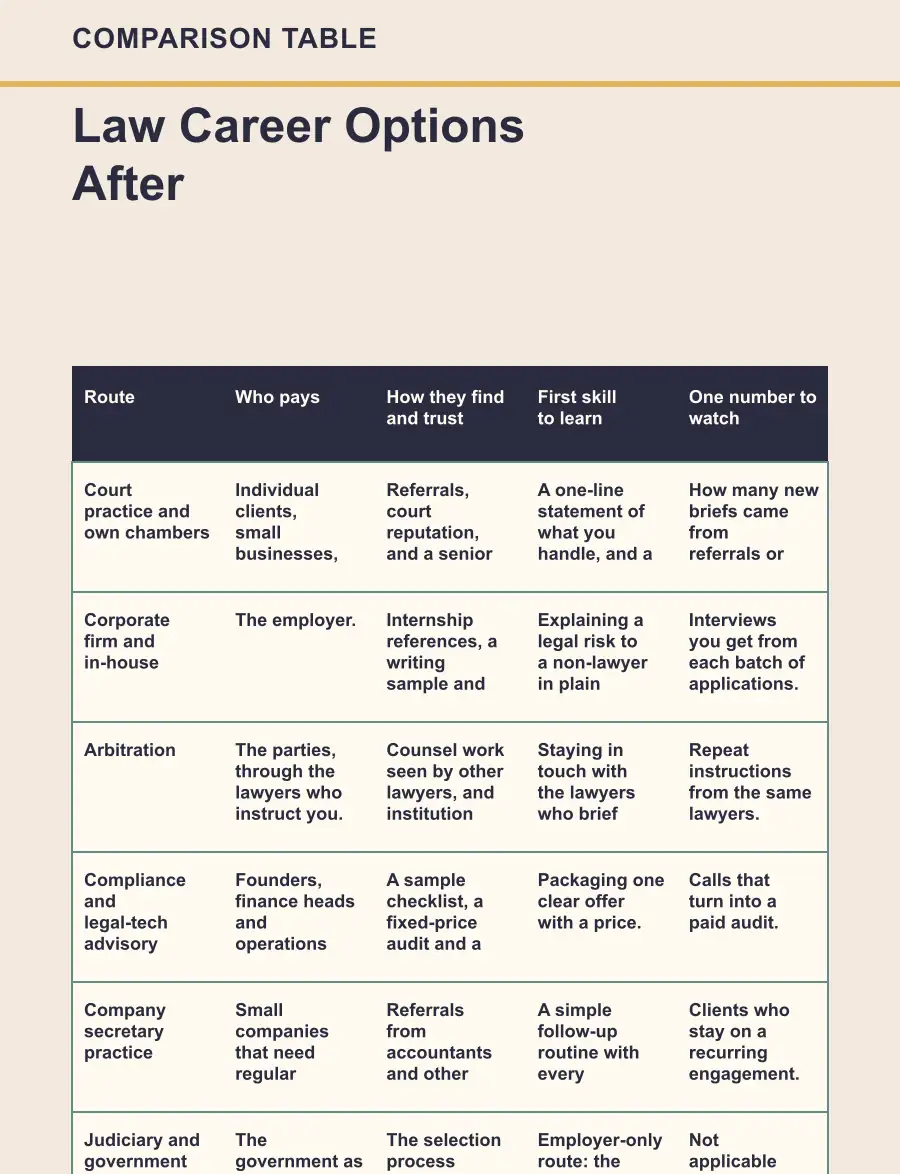 COMPARISON TABLE
Law Career Options
After
Route
Who pays
How they find
and trust
First skill
to learn
One number to
watch
Court
practice and
own chambers
Individual
clients,
small
businesses,
Referrals,
court
reputation,
and a senior
A one-line
statement of
what you
handle, and a
How many new
briefs came
from
referrals or
Corporate
firm and
in-house
The employer.
Internship
references, a
writing
sample and
Explaining a
legal risk to
a non-lawyer
in plain
Interviews
you get from
each batch of
applications.
Arbitration
The parties,
through the
lawyers who
instruct you.
Counsel work
seen by other
lawyers, and
institution
Staying in
touch with
the lawyers
who brief
Repeat
instructions
from the same
lawyers.
Compliance
and
legal-tech
advisory
Founders,
finance heads
and
operations
A sample
checklist, a
fixed-price
audit and a
Packaging one
clear offer
with a price.
Calls that
turn into a
paid audit.
Company
secretary
practice
Small
companies
that need
regular
Referrals
from
accountants
and other
A simple
follow-up
routine with
every
Clients who
stay on a
recurring
engagement.
Judiciary and
government
The
government as
The selection
process
Employer-only
route: the
Not
applicable